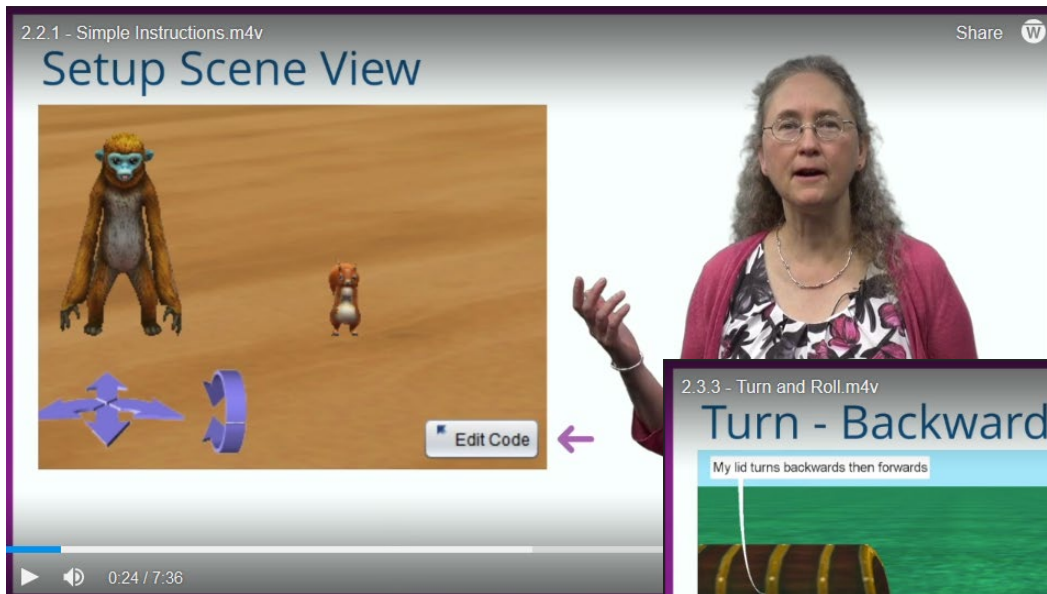 2.2.1 - Simple Instructions.m4v
Share
W
Setup Scene View
Edit Code
0:24 / 7:36
2.3.3 - Turn and Roll.m4v
Turn - Backward
My lid turns backwards then forwards